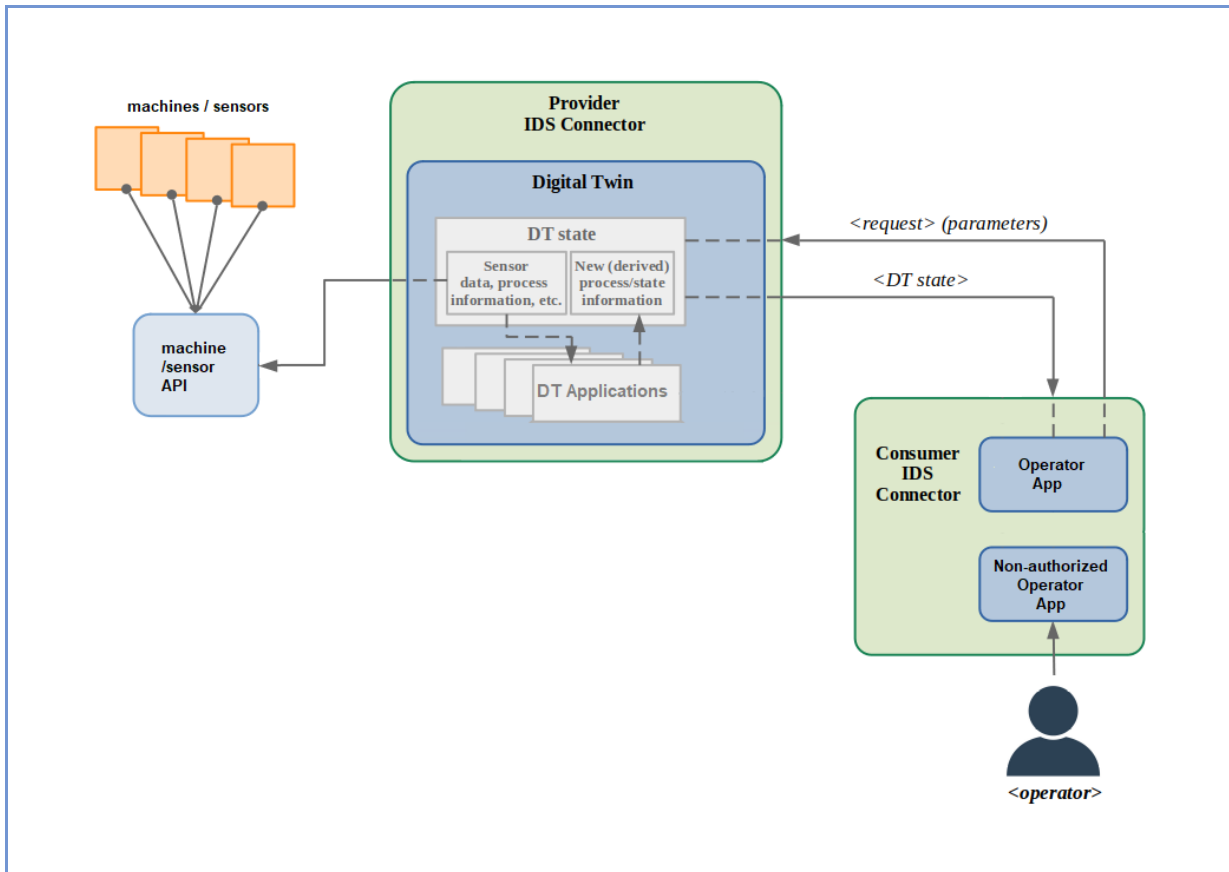 machines / sensors
machine
/sensor
API
Provider
IDS Connector
Digital Twin
DT state
Sensor
data, process
information, etc.
New (derived)
process/state
information
DT Applications
<request> (parameters)
<DT state>
Consumer
IDS
Connector
Operator
App
Non-authorized
Operator
App
<operator>